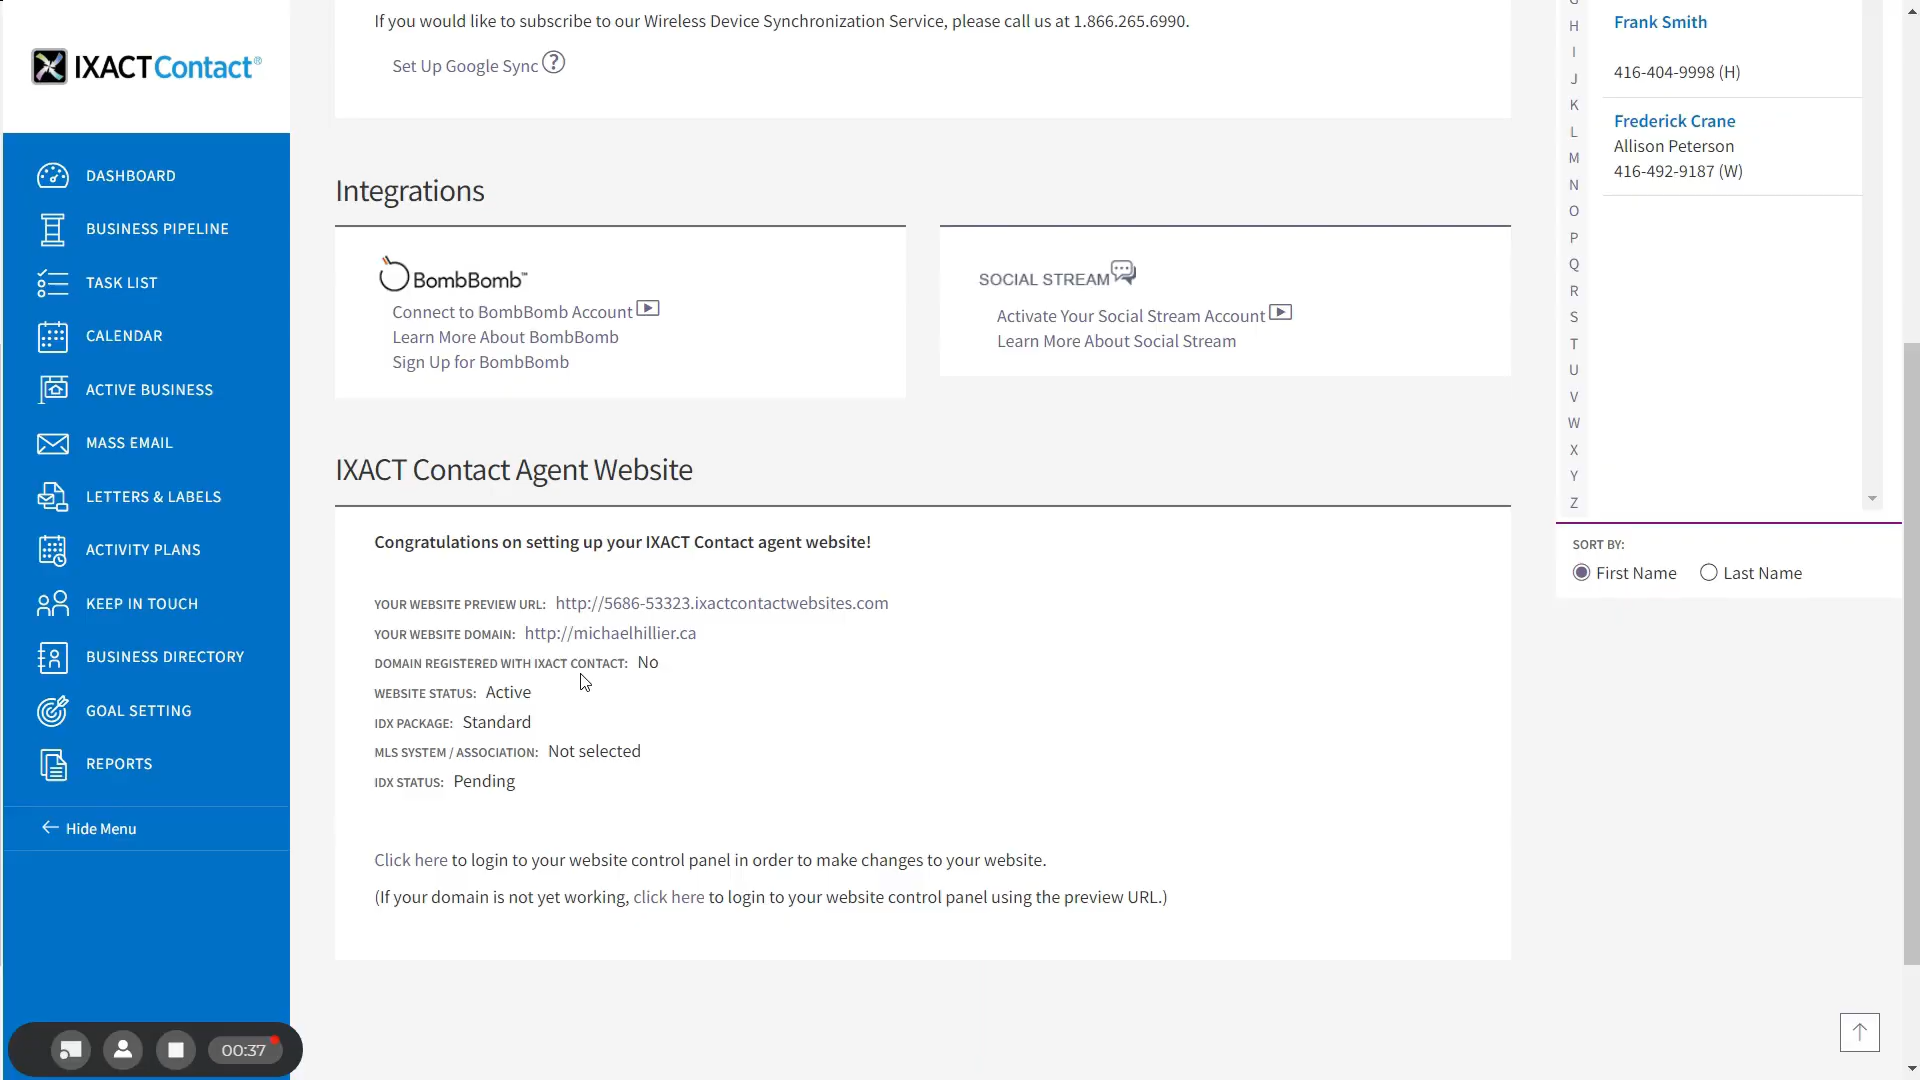 IXACTContact®
DASHBOARD
BUSINESS PIPELINE
TASK LIST
CALENDAR
ACTIVE BUSINESS
MASS EMAIL
LETTERS & LABELS
ACTIVITY PLANS
KEEP IN TOUCH
BUSINESS DIRECTORY
GOAL SETTING
REPORTS
Hide Menu
00:37
If you would like to subscribe to our Wireless Device Synchronization Service, please call us at 1.866.265.6990.
Set Up Google Sync ?
Integrations
BombBomb™
Connect to BombBomb Account
Learn More About BombBomb
Sign Up for BombBomb
SOCIAL STREAM
Activate Your Social Stream Account
Learn More About Social Stream
IXACT Contact Agent Website
Congratulations on setting up your IXACT Contact agent website!
YOUR WEBSITE PREVIEW URL: http://5686-53323.ixactcontactwebsites.com
YOUR WEBSITE DOMAIN: http://michaelhillier.ca
DOMAIN REGISTERED WITH IXACT CONTACT: No
WEBSITE STATUS: Active
IDX PACKAGE: Standard
MLS SYSTEM / ASSOCIATION: Not selected
IDX STATUS: Pending
Click here to login to your website control panel in order to make changes to your website.
(If your domain is not yet working, click here to login to your website control panel using the preview URL.)
H
I
J
K
L
M
N
O
P
Q
R
S
T
U
V
W
X
Y
Z
Frank Smith
416-404-9998 (H)
Frederick Crane
Allison Peterson
416-492-9187 (W)
SORT BY:
First Name Last Name